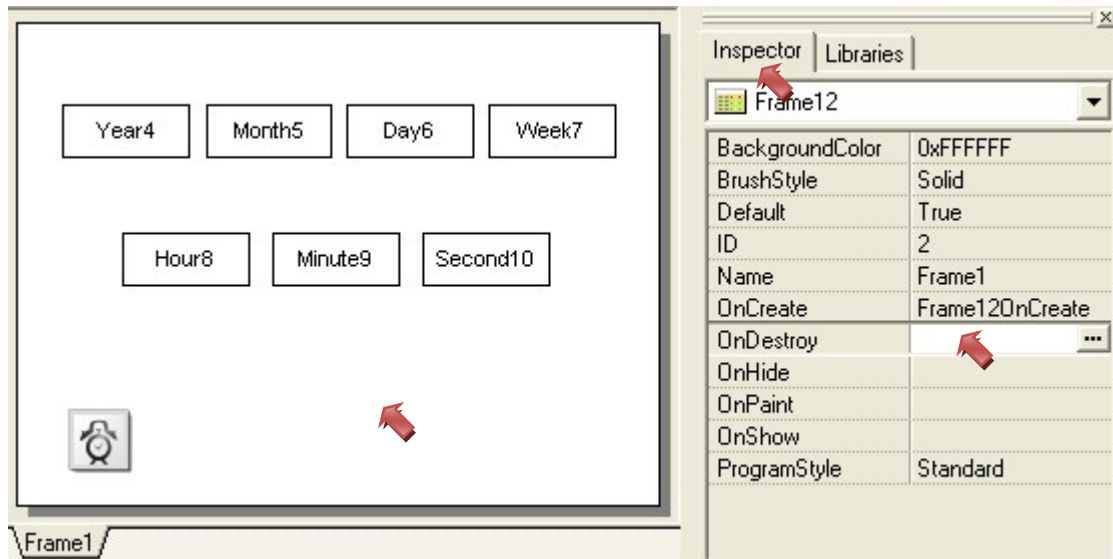 Year4 Month5 Day6 Week7
Hour8 Minute9 Second10
Frame1
Inspector Libraries
Frame12
BackgroundColor 0xFFFFFF
BrushStyle Solid
Default True
ID 2
Name Frame1
OnCreate Frame12OnCreate
OnDestroy ...
OnHide
OnPaint
OnShow
ProgramStyle Standard